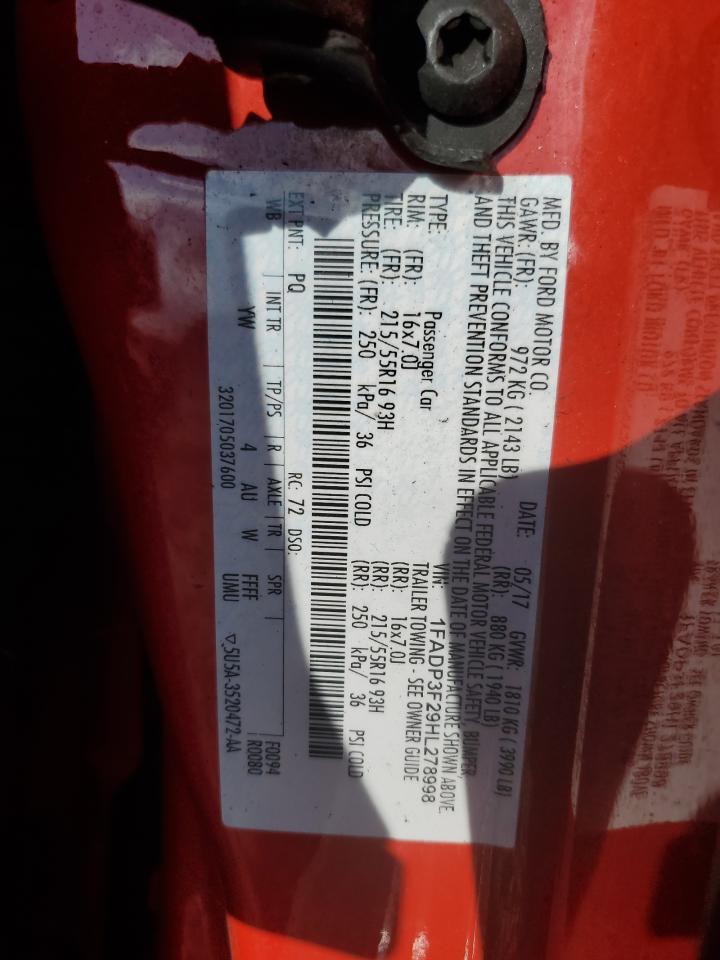 MFD. BY FORD MOTOR CO.
DATE: 05/17 GVWR: 1810 KG ( 3990 LB)
GAWR: (FR): 972 KG ( 2143 LB) (RR): 880 KG ( 1940 LB)
THIS VEHICLE CONFORMS TO ALL APPLICABLE FEDERAL MOTOR VEHICLE SAFETY, BUMPER,
AND THEFT PREVENTION STANDARDS IN EFFECT ON THE DATE OF MANUFACTURE SHOWN ABOVE.
VIN: 1FADP3F29HL278998
TYPE: Passenger Car TRAILER TOWING - SEE OWNER GUIDE
RIM: (FR): 16x7.0J (RR): 16x7.0J
TIRE: (FR): 215/55R16 93H (RR): 215/55R16 93H
PRESSURE: (FR): 250 kPa/ 36 PSI COLD (RR): 250 kPa/ 36 PSI COLD
EXT PNT: PQ RC: 72 DSO: F0094
WB INT TR TP/PS R AXLE TR SPR R0080
YW 4 AU W FFFF
UMU
3201705037600 ▽5U5A-3520472-AA